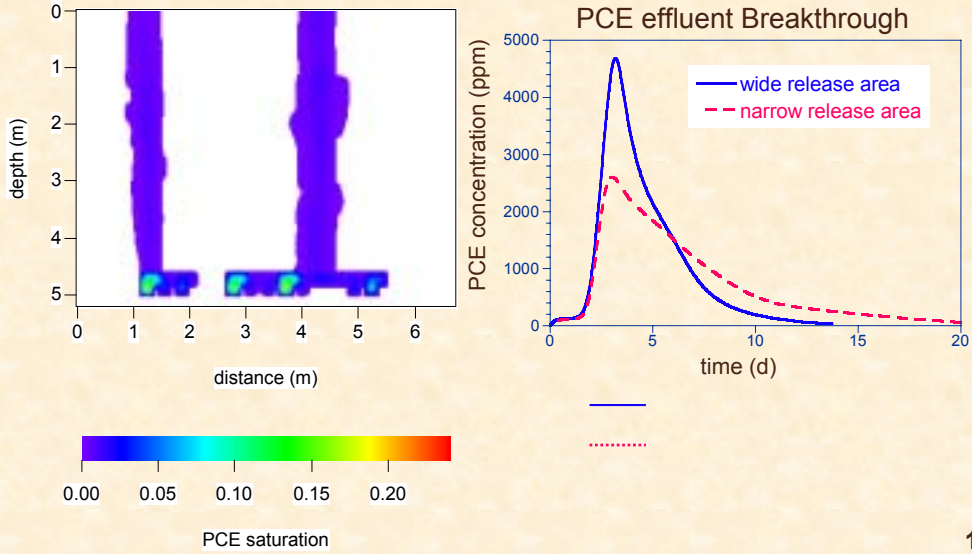 0
1
2
3
4
5
depth (m)
0 1 2 3 4 5 6
distance (m)
0.00 0.05 0.10 0.15 0.20
PCE saturation
PCE effluent Breakthrough
5000
4000
3000
2000
1000
0
PCE concentration (ppm)
wide release area
narrow release area
0 5 10 15 20
time (d)